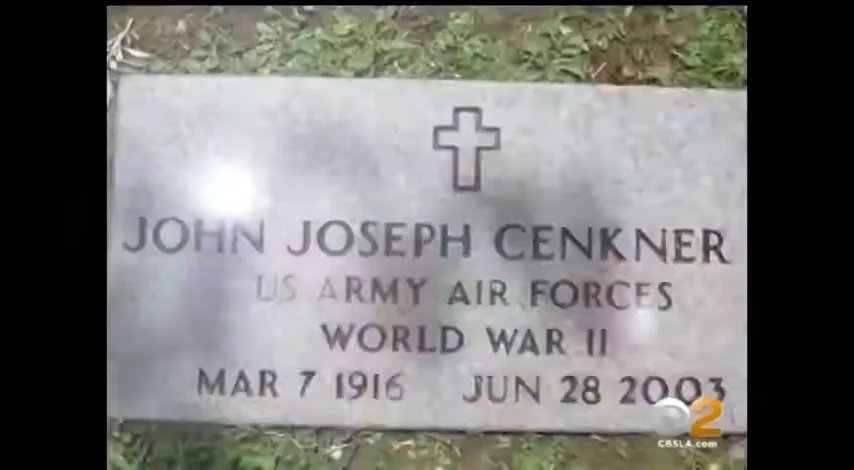 JOHN JOSEPH CENKNER
US ARMY AIR FORCES
WORLD WAR II
MAR 7 1916 JUN 28 2003
2
CBSLA.com